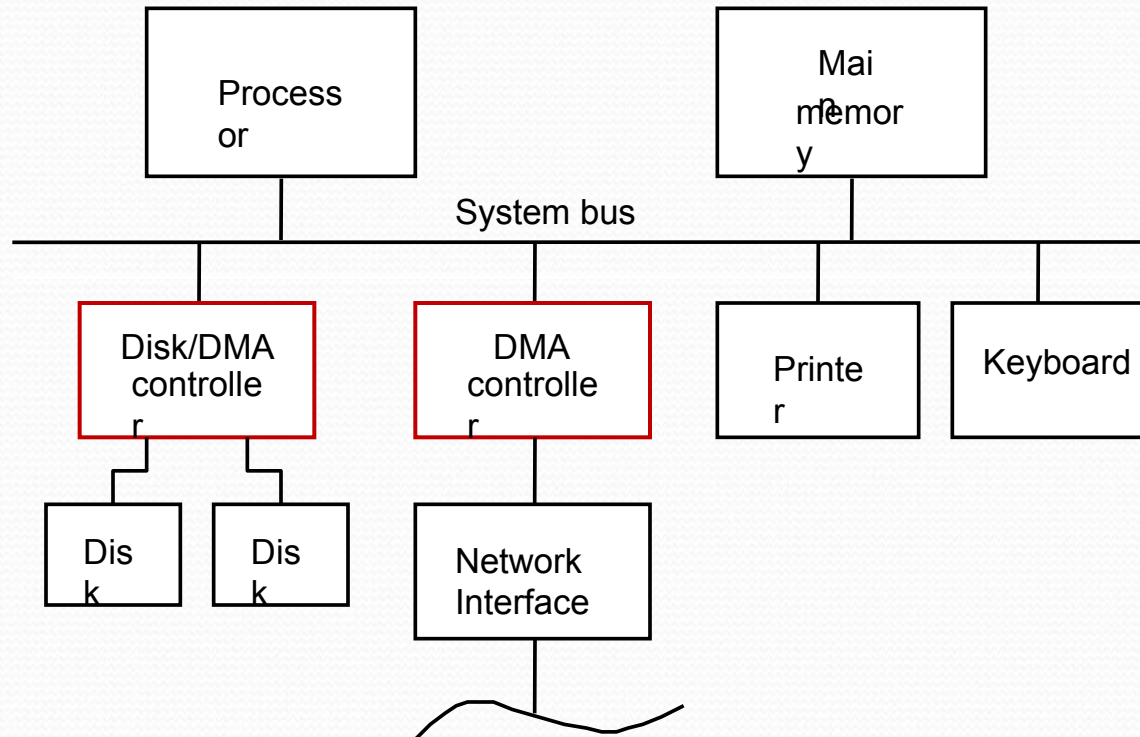 Process
or
Mai
n
memor
y
System bus
Disk/DMA
controlle
r
DMA
controlle
r
Printe
r
Keyboard
Dis
k
Dis
k
Network
Interface